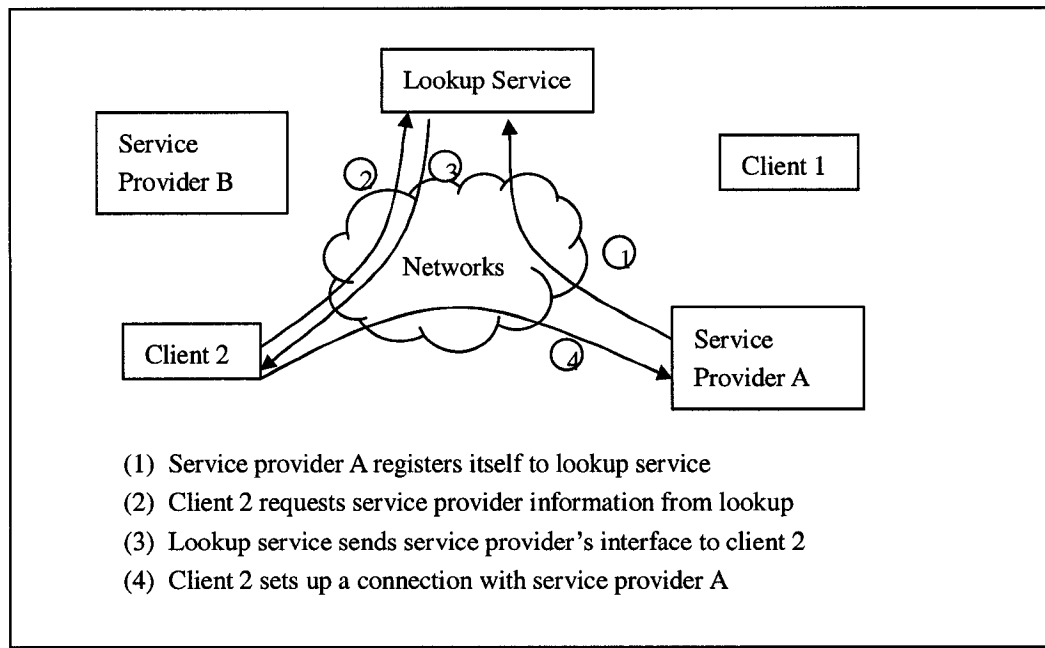 Lookup Service
Service
Provider B
Client 1
2
3
1
Networks
Client 2
4
Service
Provider A
(1) Service provider A registers itself to lookup service
(2) Client 2 requests service provider information from lookup
(3) Lookup service sends service provider's interface to client 2
(4) Client 2 sets up a connection with service provider A